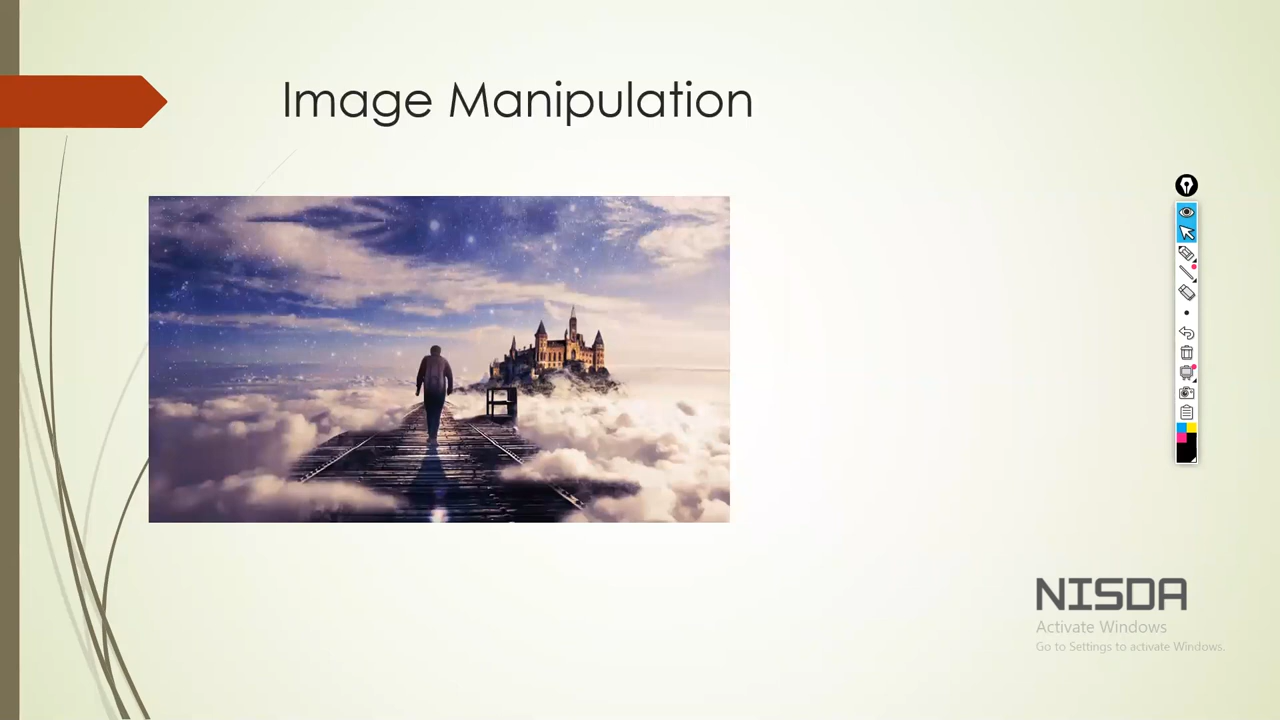 Image Manipulation
NISDA
Activate Windows
Go to Settings to activate Windows.